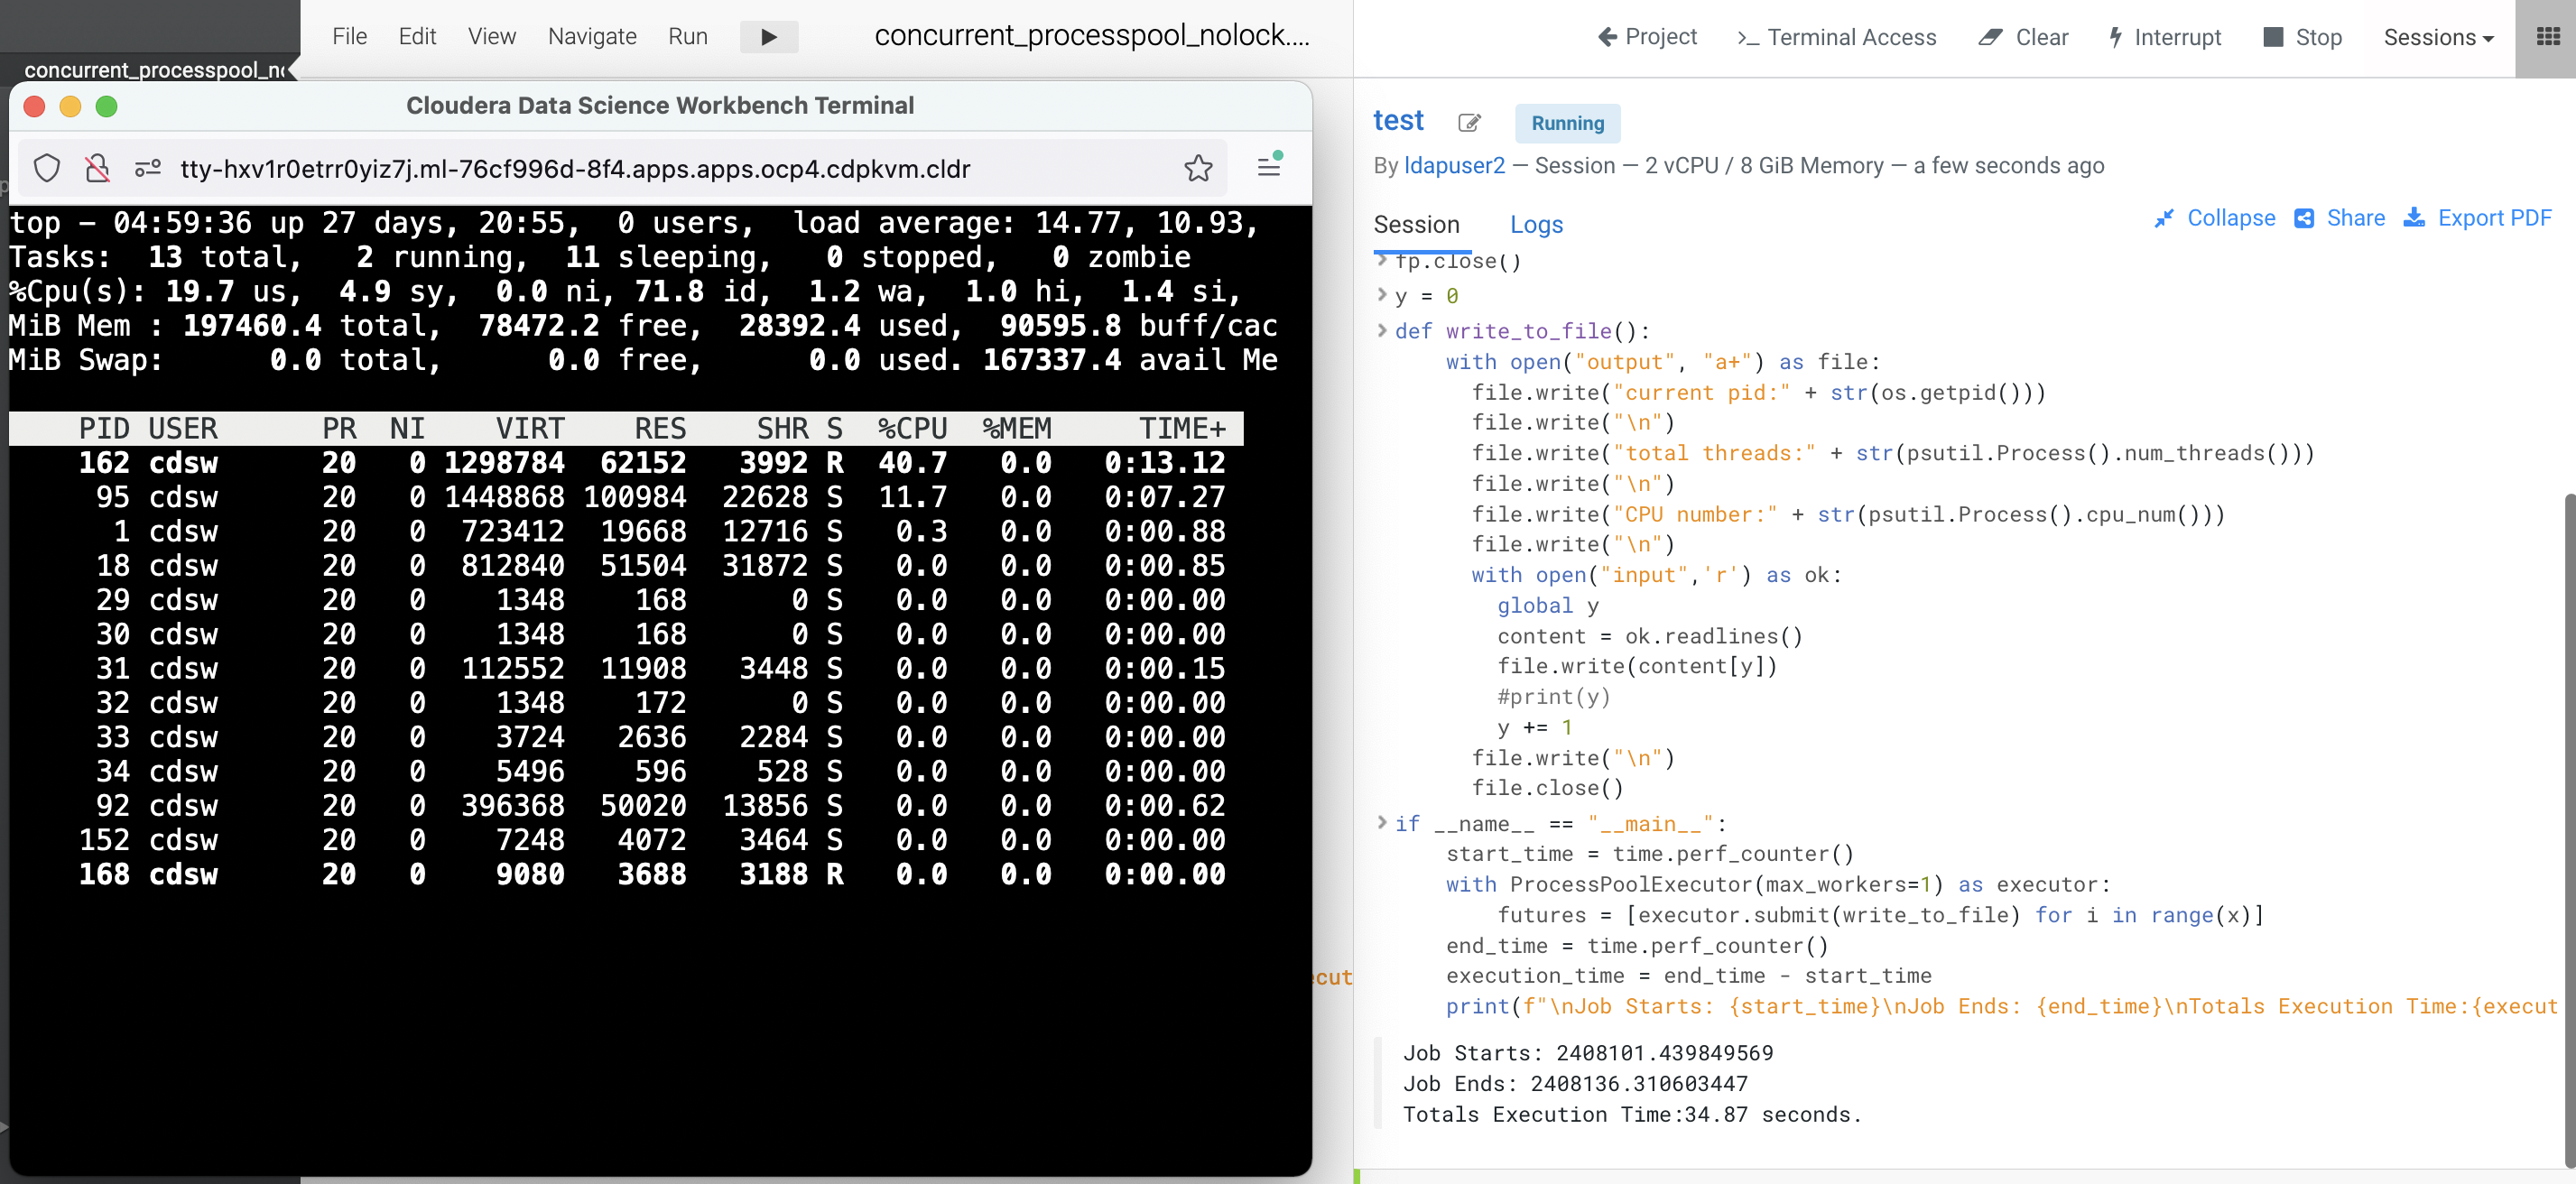 File Edit View Navigate Run concurrent_processpool_nolock....
concurrent_processpool_n
Cloudera Data Science Workbench Terminal
tty-hxv1r0etrr0yiz7j.ml-76cf996d-8f4.apps.apps.ocp4.cdpkvm.cldr
top – 04:59:36 up 27 days, 20:55,  0 users,  load average: 14.77, 10.93,
Tasks:  13 total,   2 running,  11 sleeping,   0 stopped,   0 zombie
%Cpu(s): 19.7 us,  4.9 sy,  0.0 ni, 71.8 id,  1.2 wa,  1.0 hi,  1.4 si,
MiB Mem : 197460.4 total,  78472.2 free,  28392.4 used,  90595.8 buff/cac
MiB Swap:      0.0 total,      0.0 free,      0.0 used. 167337.4 avail Me
PID USER PR NI VIRT RES SHR S %CPU %MEM TIME+
162 cdsw 20 0 1298784 62152 3992 R 40.7 0.0 0:13.12
95 cdsw 20 0 1448868 100984 22628 S 11.7 0.0 0:07.27
1 cdsw 20 0 723412 19668 12716 S 0.3 0.0 0:00.88
18 cdsw 20 0 812840 51504 31872 S 0.0 0.0 0:00.85
29 cdsw 20 0 1348 168 0 S 0.0 0.0 0:00.00
30 cdsw 20 0 1348 168 0 S 0.0 0.0 0:00.00
31 cdsw 20 0 112552 11908 3448 S 0.0 0.0 0:00.15
32 cdsw 20 0 1348 172 0 S 0.0 0.0 0:00.00
33 cdsw 20 0 3724 2636 2284 S 0.0 0.0 0:00.00
34 cdsw 20 0 5496 596 528 S 0.0 0.0 0:00.00
92 cdsw 20 0 396368 50020 13856 S 0.0 0.0 0:00.62
152 cdsw 20 0 7248 4072 3464 S 0.0 0.0 0:00.00
168 cdsw 20 0 9080 3688 3188 R 0.0 0.0 0:00.00
cut
Project >_ Terminal Access Clear Interrupt Stop Sessions
test Running
By ldapuser2 — Session — 2 vCPU / 8 GiB Memory — a few seconds ago
Session Logs Collapse Share Export PDF
fp.close()
y = 0
def write_to_file():
    with open("output", "a+") as file:
      file.write("current pid:" + str(os.getpid()))
      file.write("\n")
      file.write("total threads:" + str(psutil.Process().num_threads()))
      file.write("\n")
      file.write("CPU number:" + str(psutil.Process().cpu_num()))
      file.write("\n")
      with open("input",'r') as ok:
        global y
        content = ok.readlines()
        file.write(content[y])
        #print(y)
        y += 1
      file.write("\n")
      file.close()
if __name__ == "__main__":
    start_time = time.perf_counter()
    with ProcessPoolExecutor(max_workers=1) as executor:
        futures = [executor.submit(write_to_file) for i in range(x)]
    end_time = time.perf_counter()
    execution_time = end_time - start_time
    print(f"\nJob Starts: {start_time}\nJob Ends: {end_time}\nTotals Execution Time:{execut
Job Starts: 2408101.439849569
Job Ends: 2408136.310603447
Totals Execution Time:34.87 seconds.